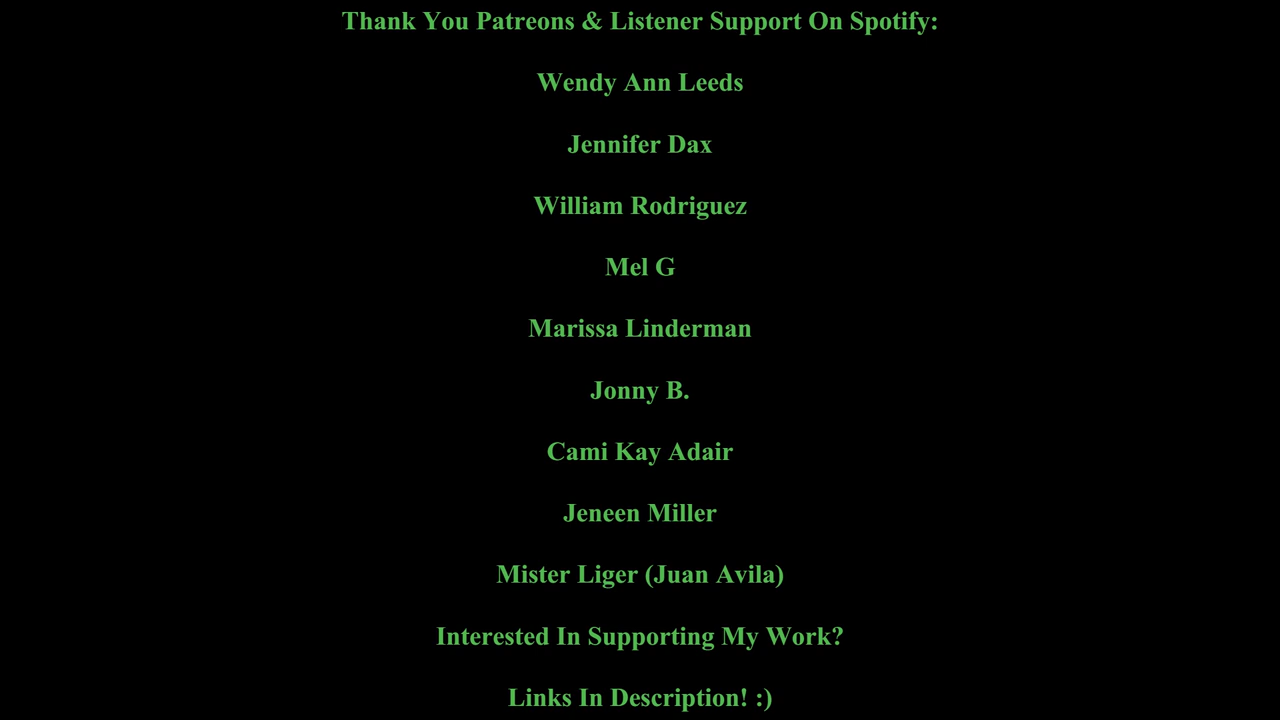 Thank You Patreons & Listener Support On Spotify:
Wendy Ann Leeds
Jennifer Dax
William Rodriguez
Mel G
Marissa Linderman
Jonny B.
Cami Kay Adair
Jeneen Miller
Mister Liger (Juan Avila)
Interested In Supporting My Work?
Links In Description! :)